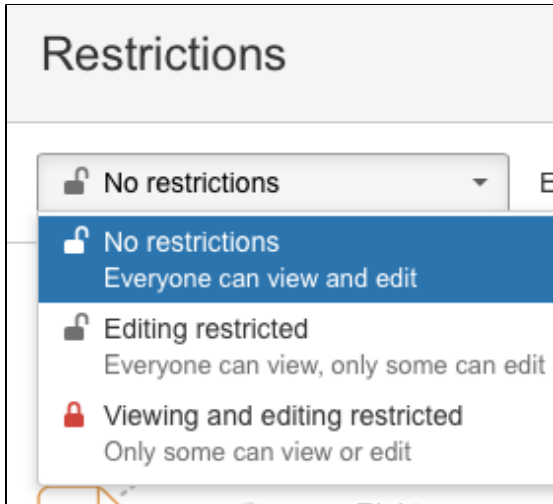 Restrictions
No restrictions E
No restrictions
Everyone can view and edit
Editing restricted
Everyone can view, only some can edit
Viewing and editing restricted
Only some can view or edit